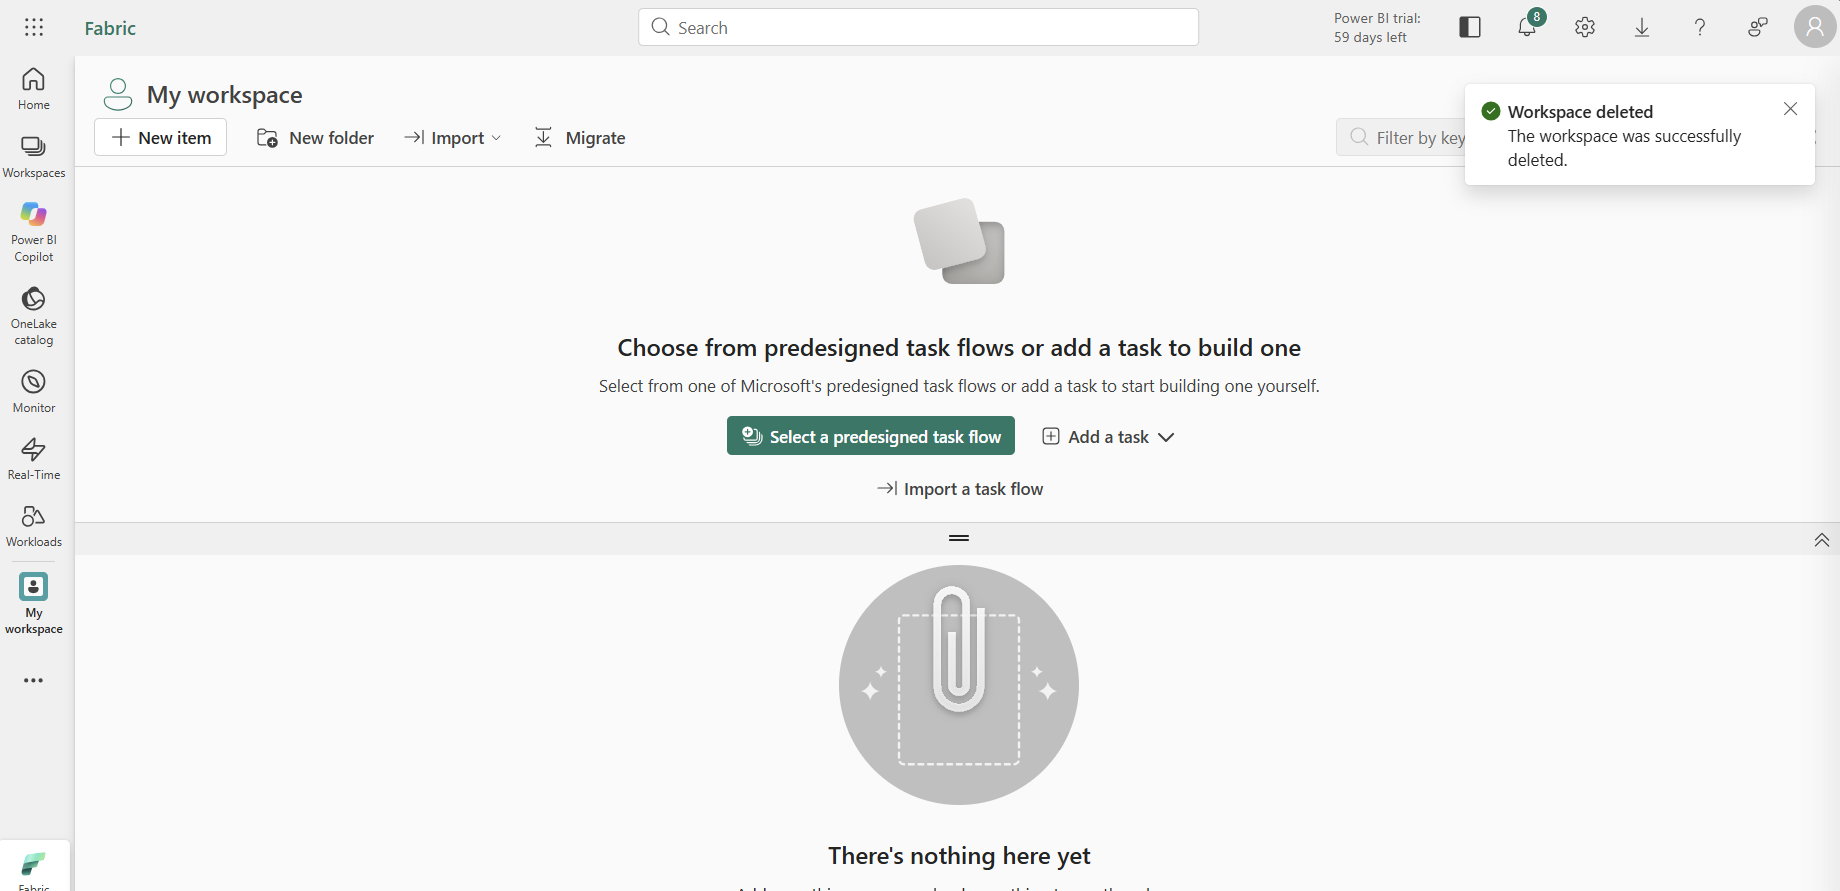 Fabric
Search
Power BI trial:
59 days left
8
Home
Workspaces
Power BI
Copilot
OneLake
catalog
Monitor
Real-Time
Workloads
My
workspace
Fabric
My workspace
New item
New folder
Import
Migrate
Filter by key
Workspace deleted
The workspace was successfully
deleted.
Choose from predesigned task flows or add a task to build one
Select from one of Microsoft's predesigned task flows or add a task to start building one yourself.
Select a predesigned task flow
Add a task
Import a task flow
There's nothing here yet